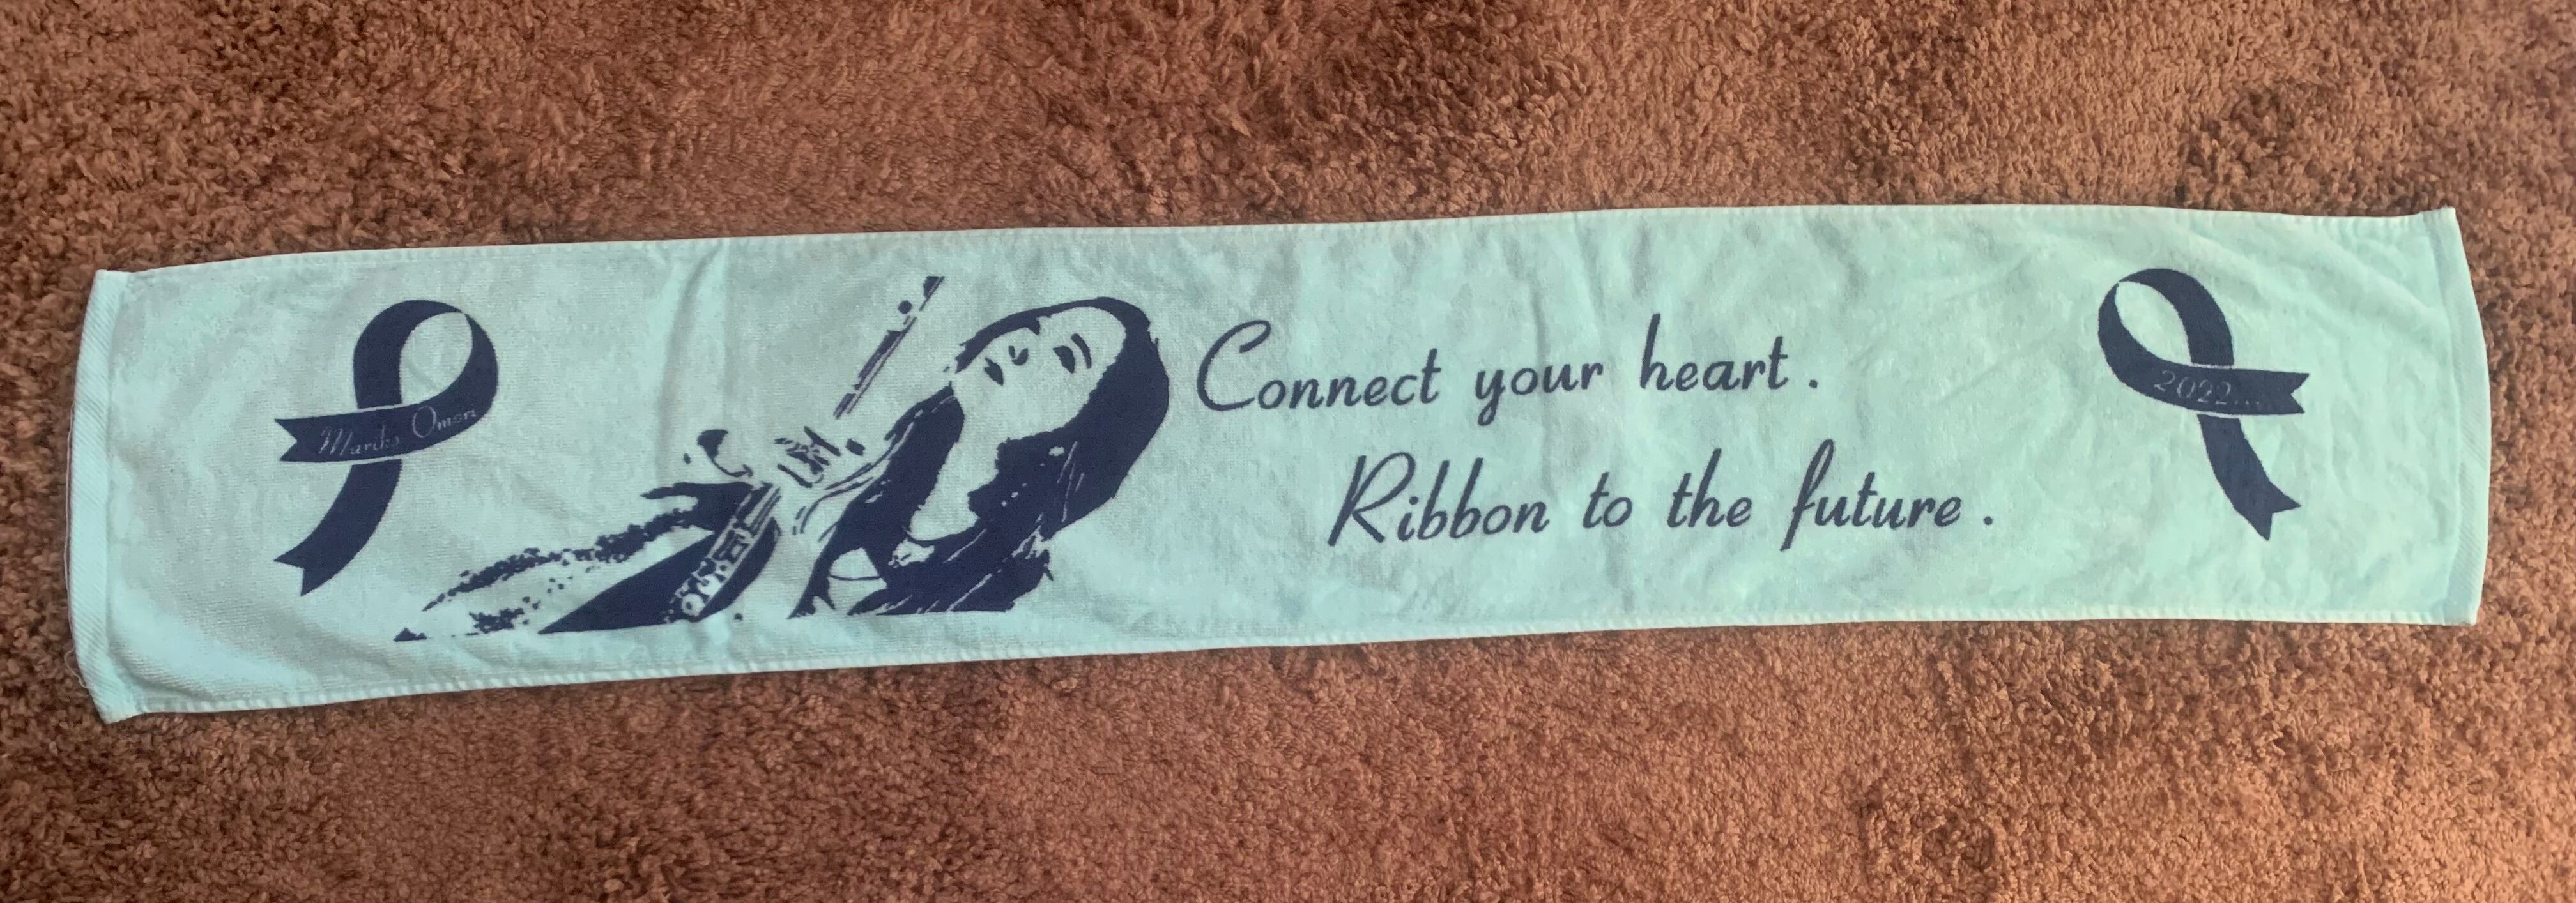 Mariko Omori
Connect your heart.
Ribbon to the future.
2022....